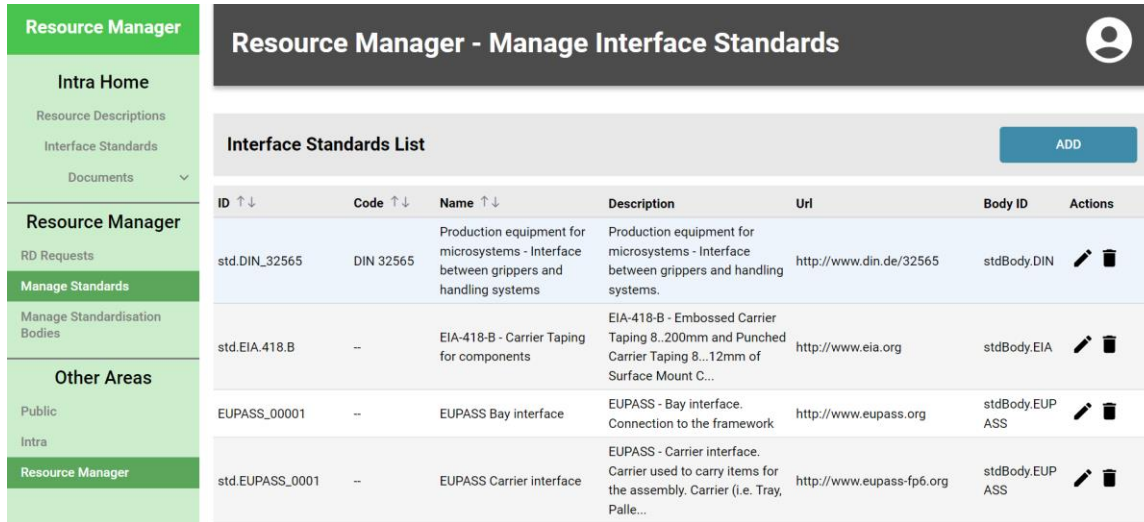 Resource Manager
Intra Home
Resource Descriptions
Interface Standards
Documents
Resource Manager
RD Requests
Manage Standards
Manage Standardisation
Bodies
Other Areas
Public
Intra
Resource Manager
Resource Manager - Manage Interface Standards
Interface Standards List
ADD
ID ↑↓ Code ↑↓ Name ↑↓ Description Url Body ID Actions
std.DIN_32565
DIN 32565
Production equipment for
microsystems - Interface
between grippers and
handling systems
Production equipment for
microsystems - Interface
between grippers and handling
systems.
http://www.din.de/32565
stdBody.DIN
std.EIA.418.B
--
EIA-418-B - Carrier Taping
for components
EIA-418-B - Embossed Carrier
Taping 8..200mm and Punched
Carrier Taping 8...12mm of
Surface Mount C...
http://www.eia.org
stdBody.EIA
EUPASS_00001
--
EUPASS Bay interface
EUPASS - Bay interface.
Connection to the framework
http://www.eupass.org
stdBody.EUP
ASS
std.EUPASS_0001
--
EUPASS Carrier interface
EUPASS - Carrier interface.
Carrier used to carry items for
the assembly. Carrier (i.e. Tray,
Palle...
http://www.eupass-fp6.org
stdBody.EUP
ASS